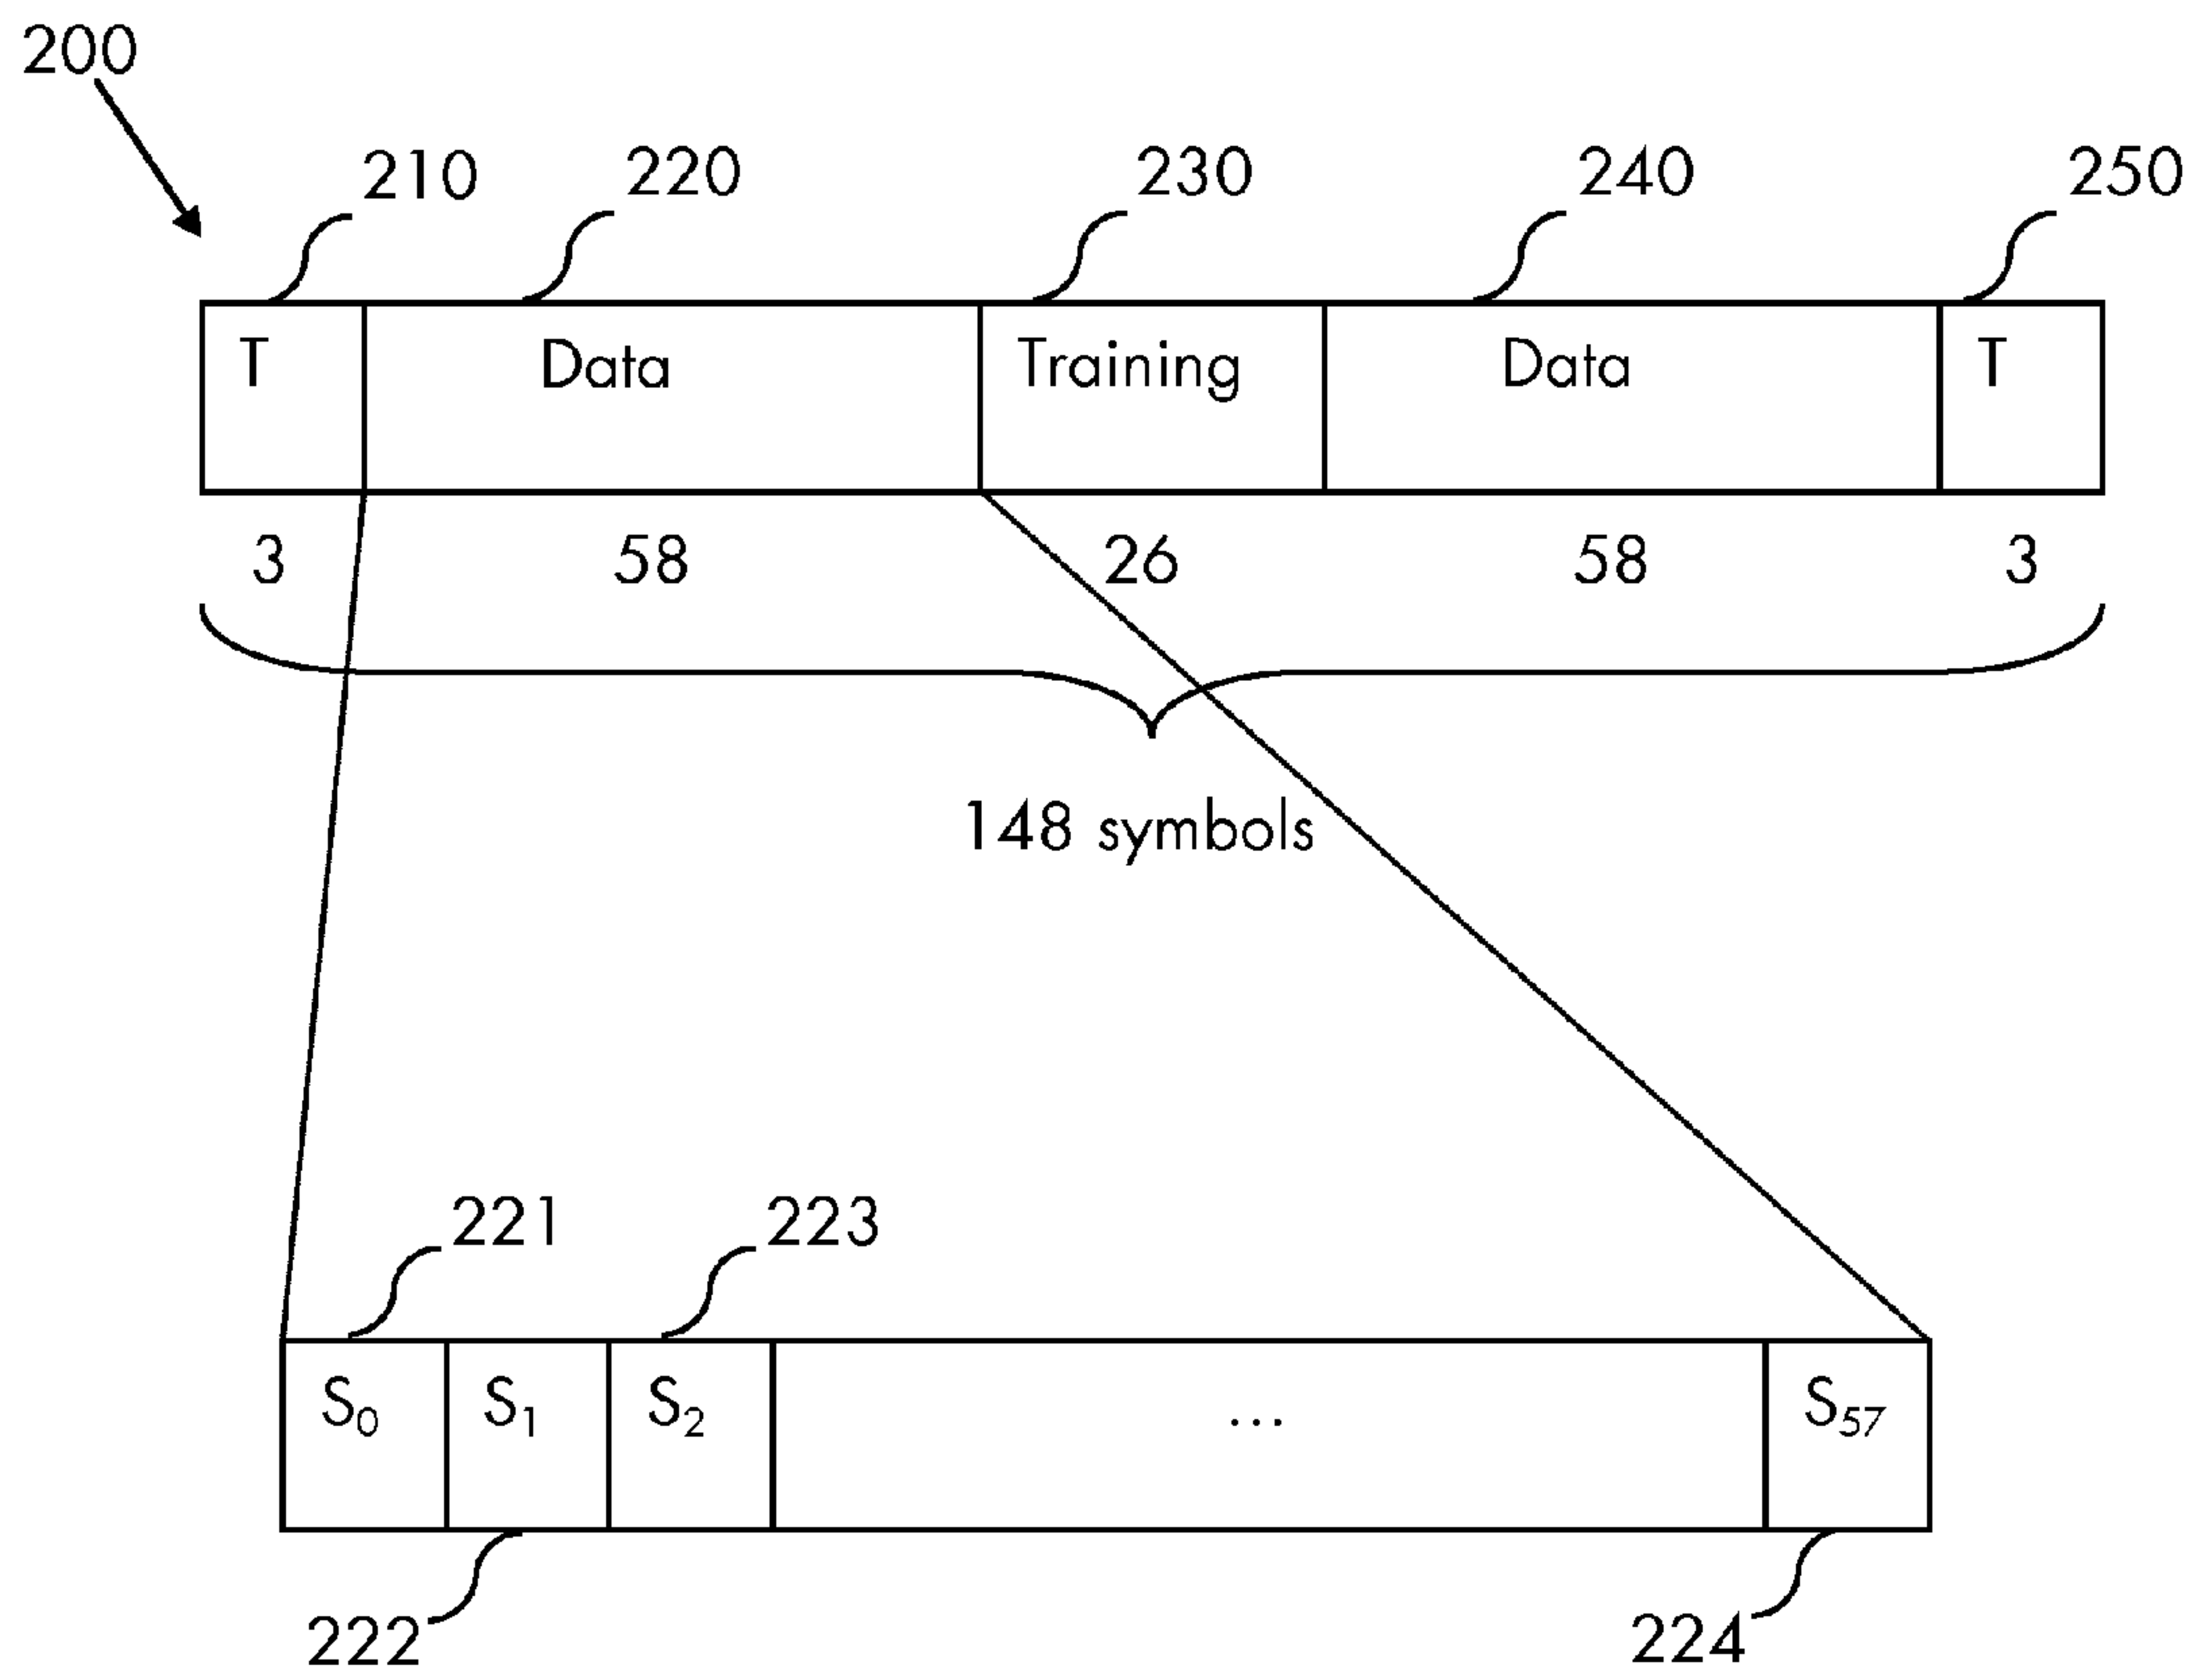 200
210 220 230 240 250
T Data Training Data T
3 58 26 58 3
148 symbols
221 223
S0 S1 S2 ... S57
222 224